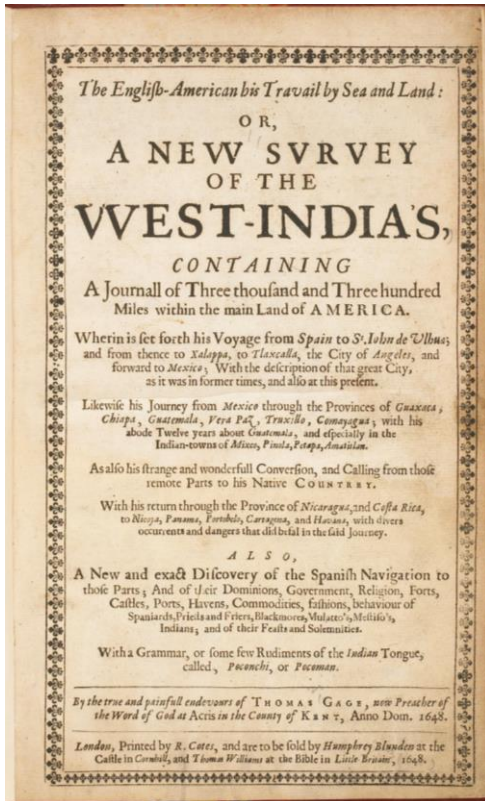 The Engliſh-American his Travail by Sea and Land:
OR,
A NEVV SVRVEY
OF THE
VVEST-INDIA'S,
CONTAINING
A Journall of Three thouſand and Three hundred
Miles within the main Land of AMERICA.
Wherin is ſet forth his Voyage from Spain to St. Iohn de Ulhua;
and from thence to Xalappa, to Tlaxcalla, the City of Angeles, and
forward to Mexico; With the deſcription of that great City,
as it was in former times, and alſo at this preſent.
Likewiſe his Journey from Mexico through the Provinces of Guaxaca,
Chiapa, Guatemala, Vera Paz, Truxillo, Comayagua; with his
abode Twelve years about Guatemala, and eſpecially in the
Indian-towns of Mixco, Pinola, Petapa, Amatitlan.
As alſo his ſtrange and wonderfull Converſion, and Calling from thoſe
remote Parts to his Native COUNTREY.
With his return through the Province of Nicaragua, and Coſta Rica,
to Nicoya, Panama, Portobelo, Cartagena, and Havana, with divers
occurrents and dangers that did befal in the ſaid Journey.
ALSO,
A New and exact Diſcovery of the Spaniſh Navigation to
thoſe Parts; And of their Dominions, Government, Religion, Forts,
Caſtles, Ports, Havens, Commodities, faſhions, behaviour of
Spaniards, Prieſts and Friers, Blackmores, Mulatto's, Meſtiſo's,
Indians; and of their Feaſts and Solemnities.
With a Grammar, or ſome few Rudiments of the Indian Tongue,
called, Poconchi, or Pocoman.
By the true and painfull endevours of THOMAS GAGE, now Preacher of
the Word of God at Acris in the County of KENT, Anno Dom. 1648.
London, Printed by R. Cotes, and are to be ſold by Humphrey Blunden at the
Caſtle in Cornhill, and Thomas Williams at the Bible in Little Britain, 1648.